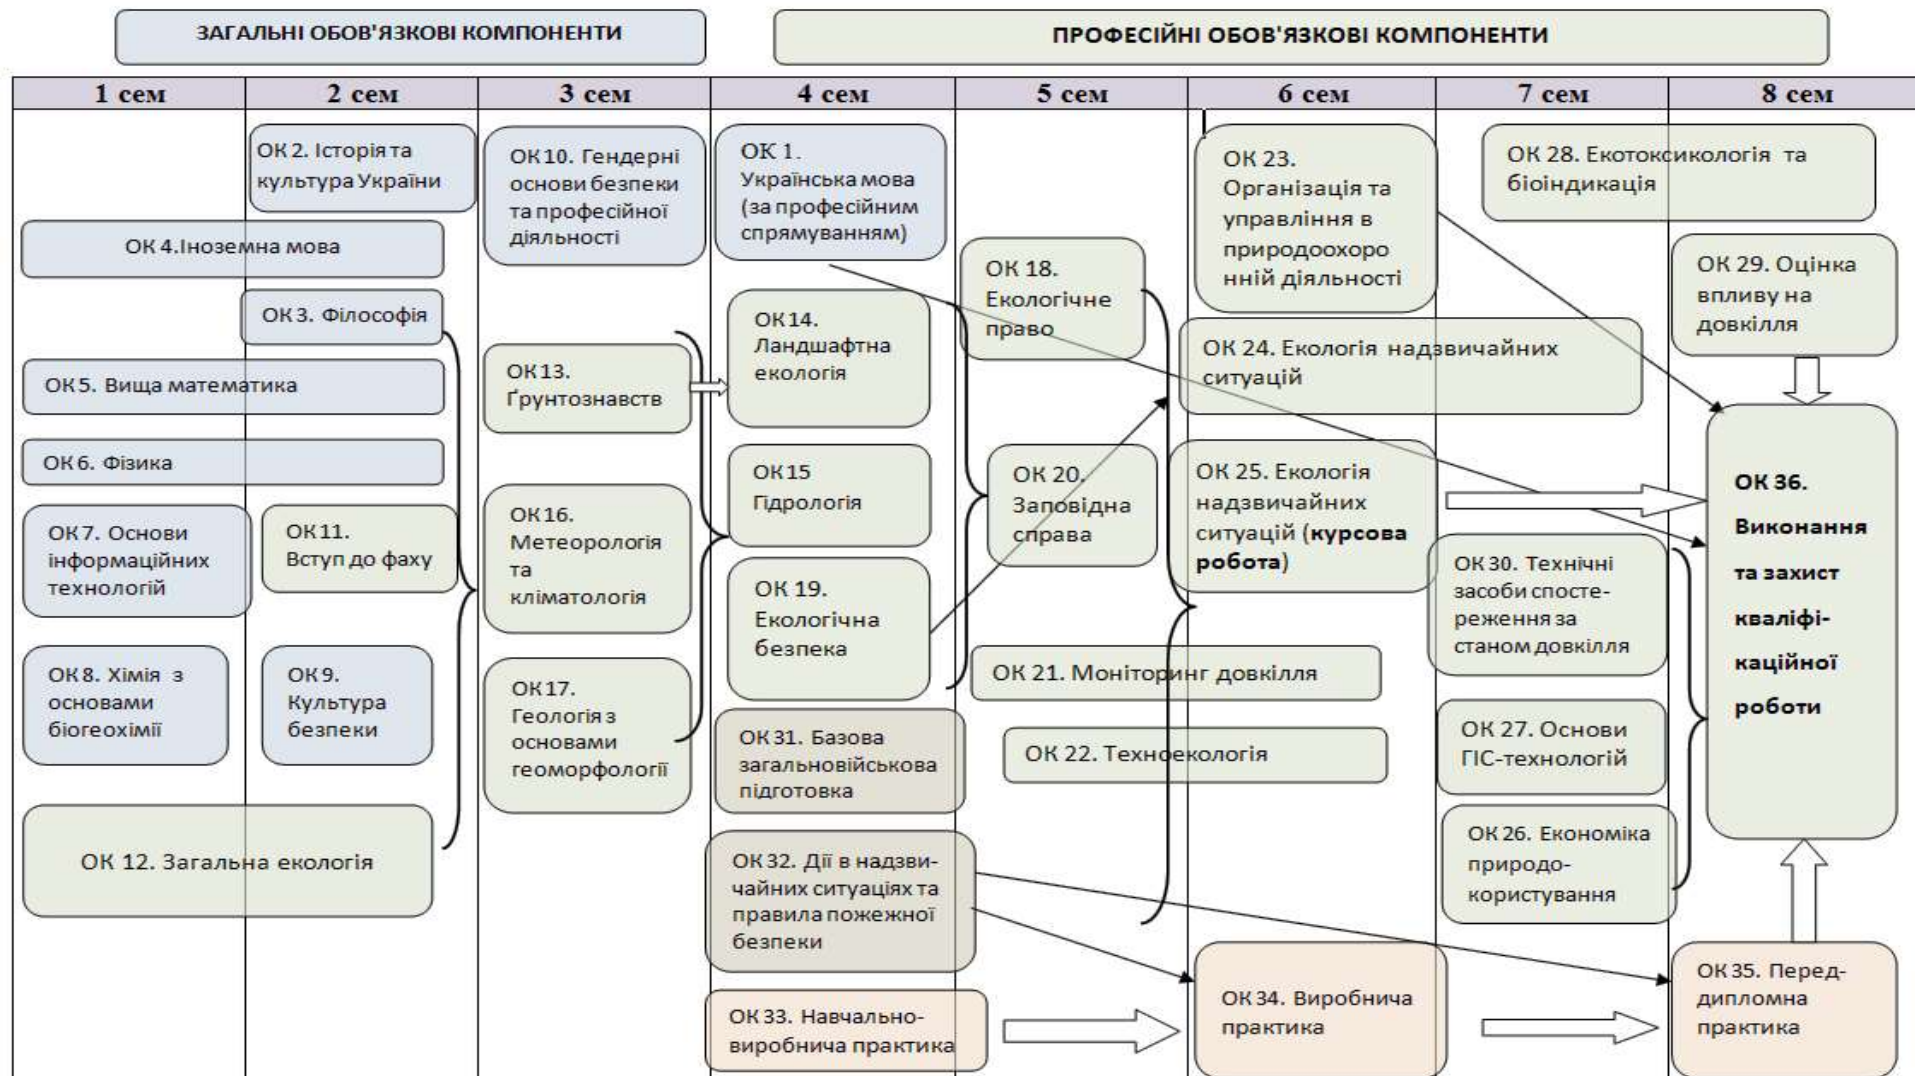 ЗАГАЛЬНІ ОБОВ'ЯЗКОВІ КОМПОНЕНТИ
ПРОФЕСІЙНІ ОБОВ'ЯЗКОВІ КОМПОНЕНТИ
1 сем
2 сем
3 сем
4 сем
5 сем
6 сем
7 сем
8 сем
ОК 2. Історія та
культура України
ОК 4.Іноземна мова
ОК 3. Філософія
ОК 5. Вища математика
ОК 6. Фізика
ОК 7. Основи
інформаційних
технологій
ОК 11.
Вступ до фаху
ОК 8. Хімія з
основами
біогеохімії
ОК 9.
Культура
безпеки
ОК 12. Загальна екологія
ОК 10. Гендерні
основи безпеки
та професійної
діяльності
ОК 13.
Ґрунтознавств
ОК 16.
Метеорологія
та
кліматологія
ОК 17.
Геологія з
основами
геоморфології
ОК 1.
Українська мова
(за професійним
спрямуванням)
ОК 14.
Ландшафтна
екологія
ОК 15
Гідрологія
ОК 19.
Екологічна
безпека
ОК 31. Базова
загальновійськова
підготовка
ОК 32. Дії в надзви-
чайних ситуаціях та
правила пожежної
безпеки
ОК 33. Навчально-
виробнича практика
ОК 18.
Екологічне
право
ОК 20.
Заповідна
справа
ОК 21. Моніторинг довкілля
ОК 22. Техноекологія
ОК 23.
Організація та
управління в
природоохоро
нній діяльності
ОК 24. Екологія надзвичайних
ситуацій
ОК 25. Екологія
надзвичайних
ситуацій (курсова
робота)
ОК 34. Виробнича
практика
ОК 28. Екотоксикологія та
біоіндикація
ОК 30. Технічні
засоби спосте-
реження за
станом довкілля
ОК 27. Основи
ГІС-технологій
ОК 26. Економіка
природо-
користування
ОК 29. Оцінка
впливу на
довкілля
ОК 36.
Виконання
та захист
кваліфі-
каційної
роботи
ОК 35. Перед-
дипломна
практика